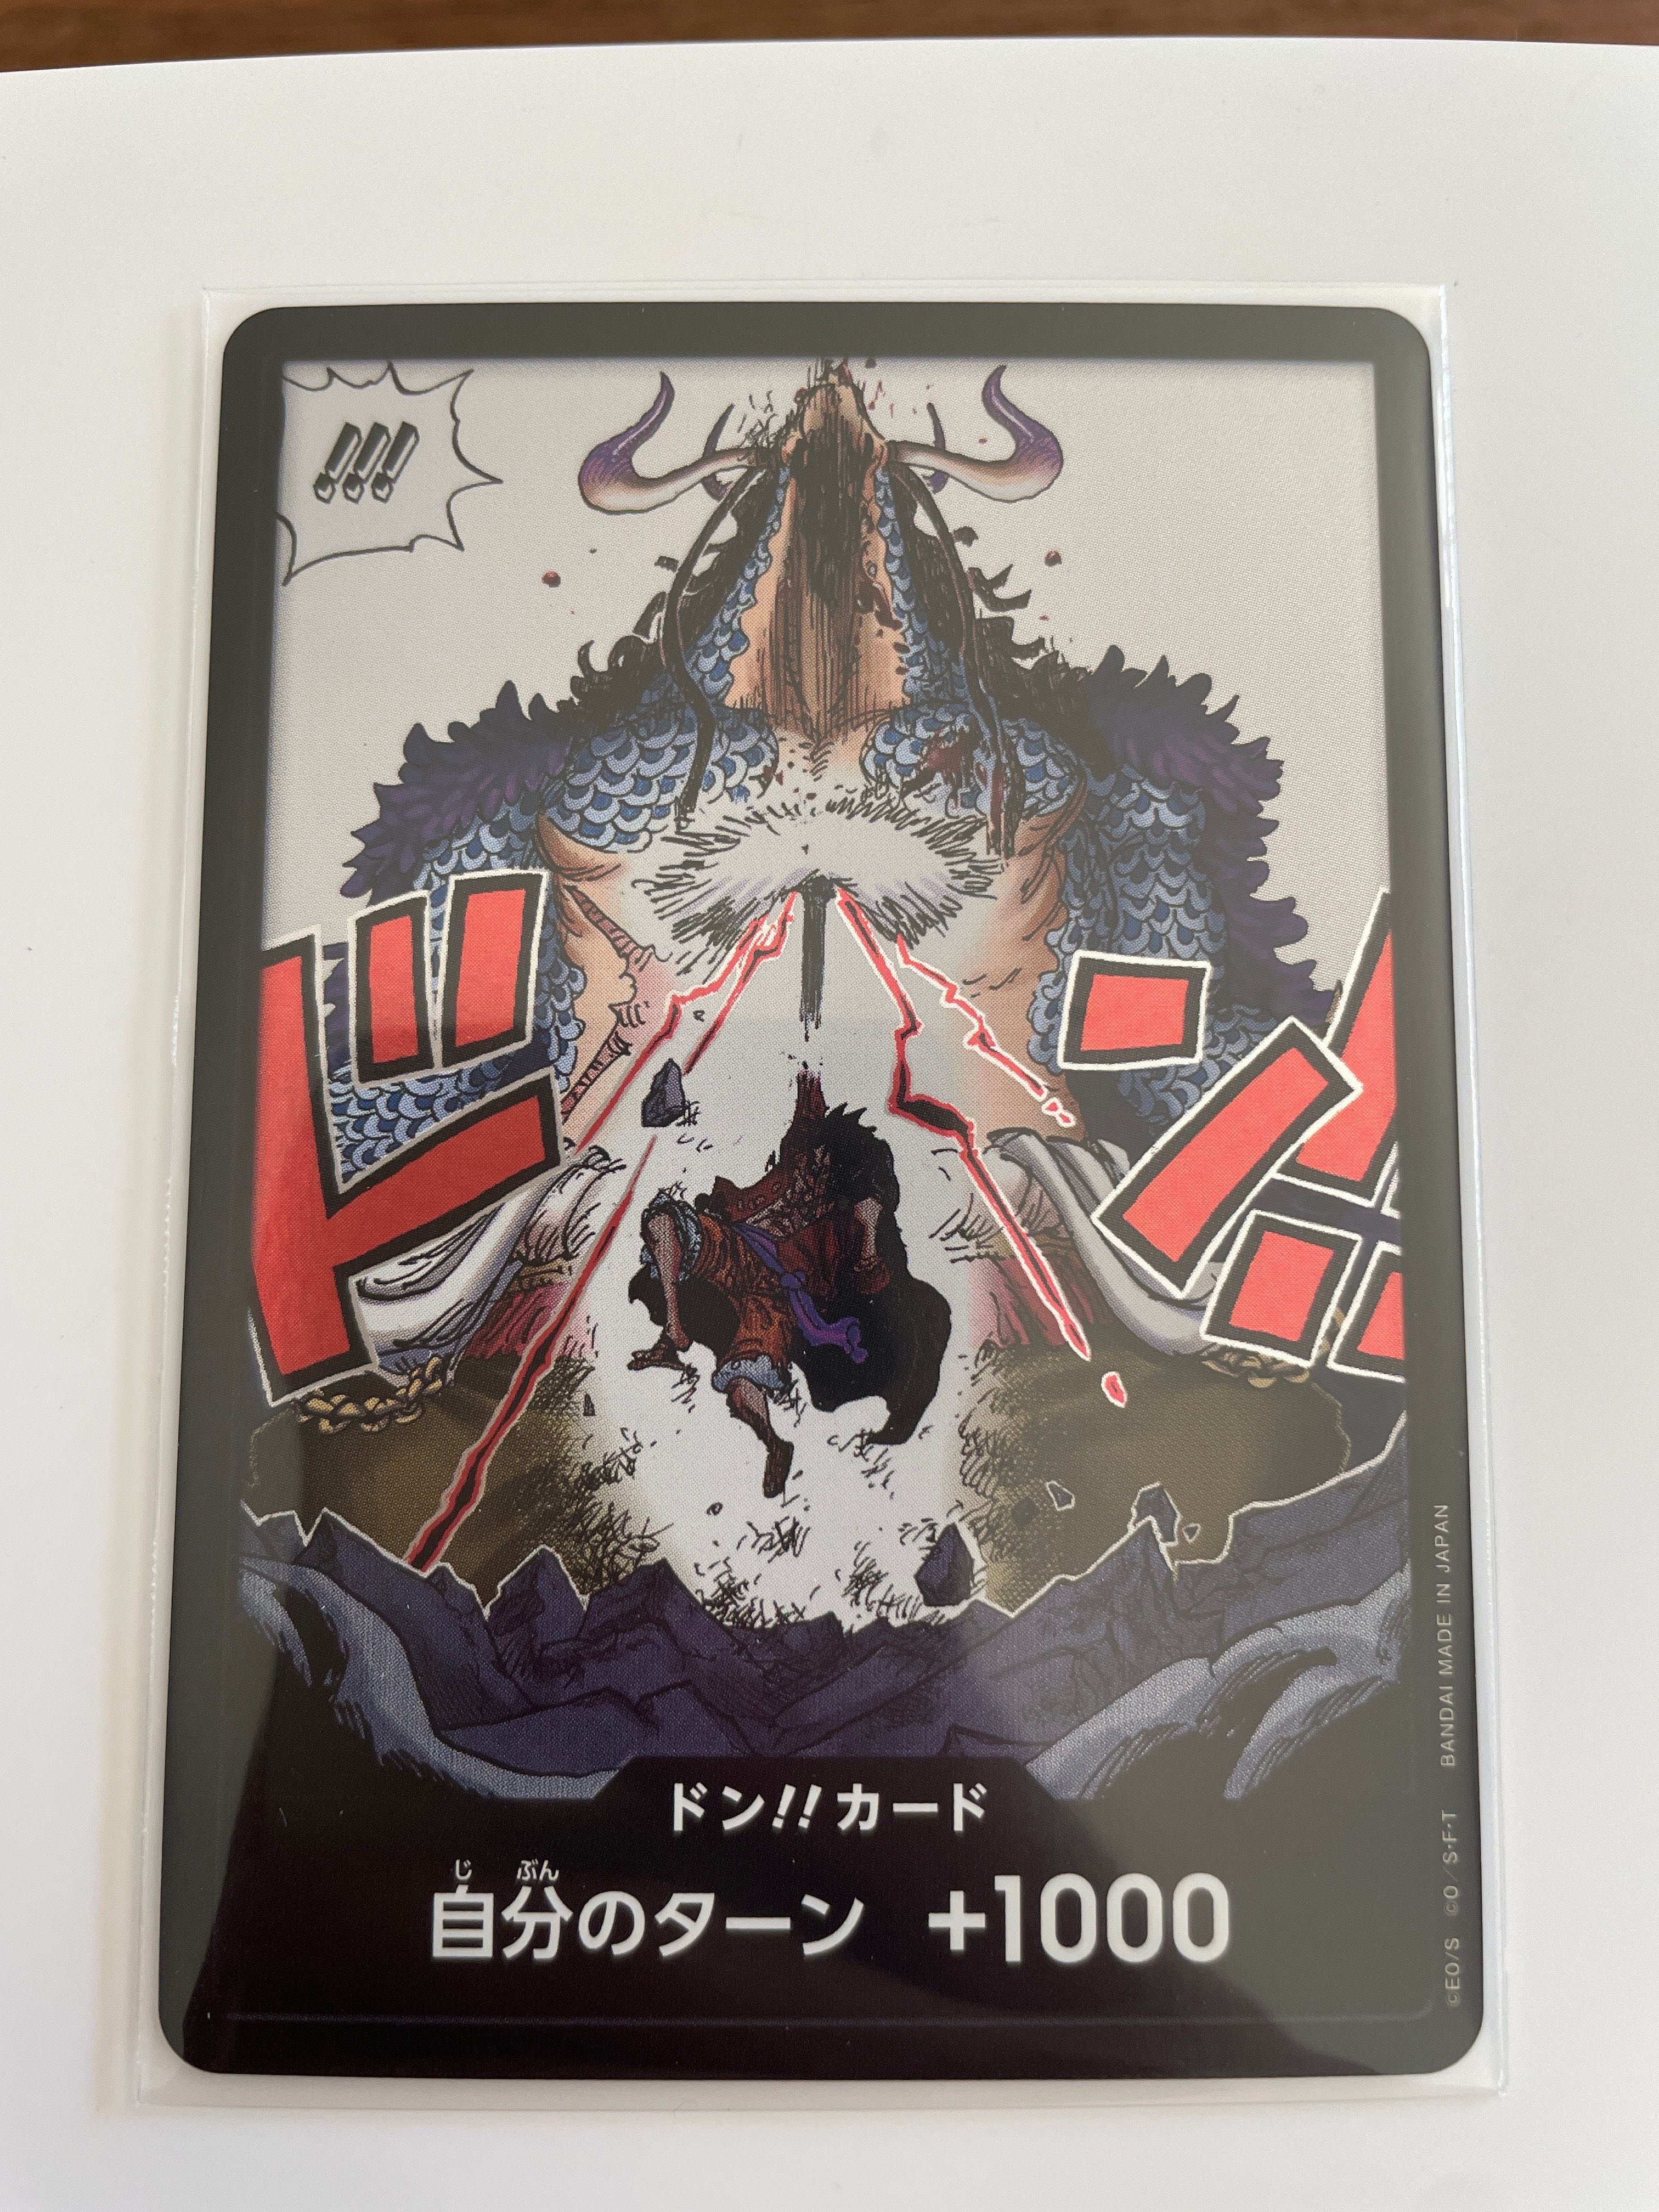 !!!
ドン!!
ドン!!カード
自分のターン +1000
じ ぶん
©EO/S ©O/S·F·T BANDAI MADE IN JAPAN